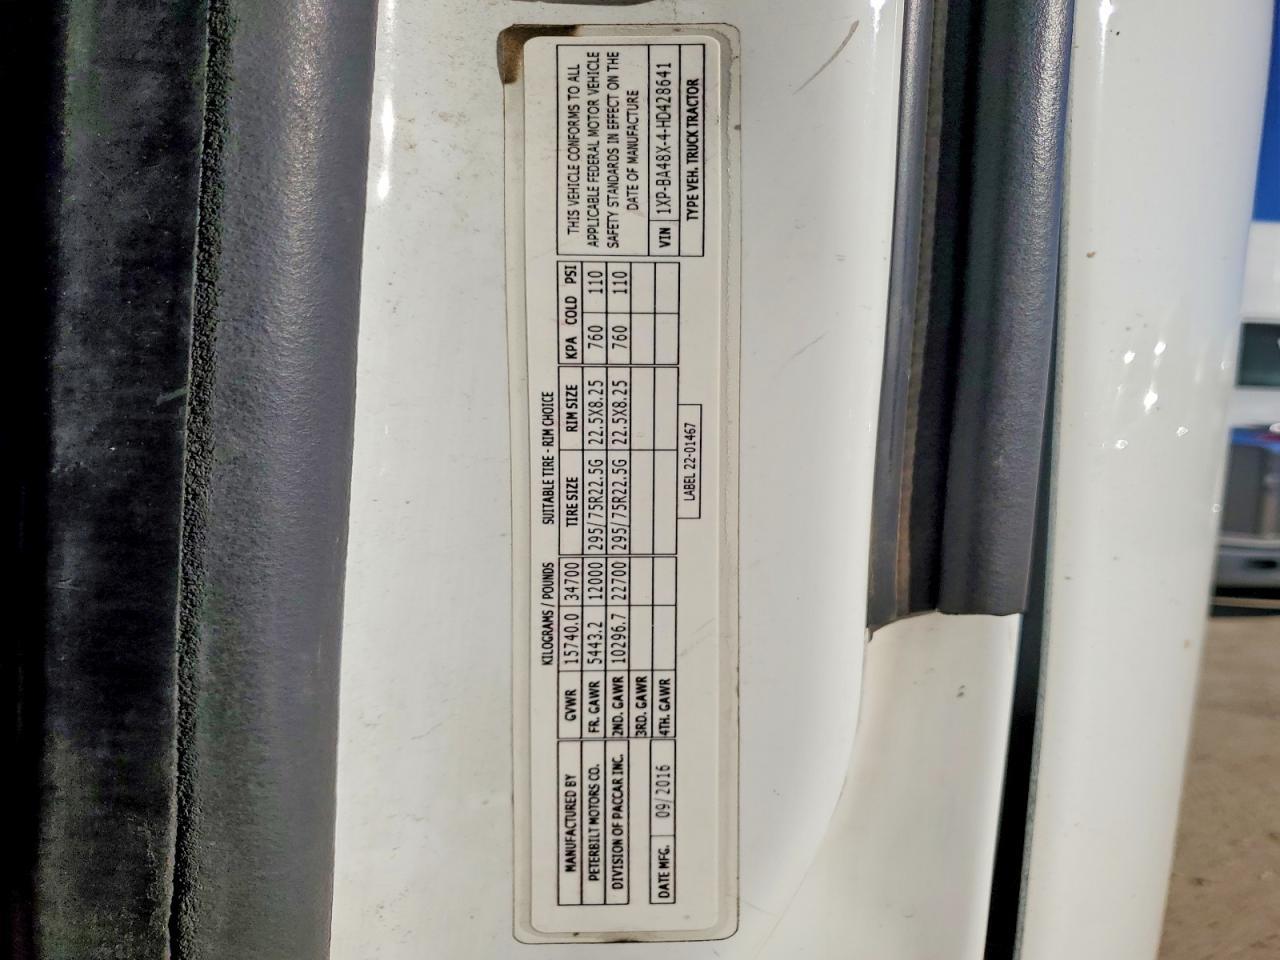 MANUFACTURED BY
PETERBILT MOTORS CO.
DIVISION OF PACCAR INC.
DATE MFG. 09/2016
KILOGRAMS / POUNDS SUITABLE TIRE - RIM CHOICE
GVWR 15740.0 34700 TIRE SIZE RIM SIZE KPA COLD PSI
FR. GAWR 5443.2 12000 295/75R22.5G 22.5X8.25 760 110
2ND. GAWR 10296.7 22700 295/75R22.5G 22.5X8.25 760 110
3RD. GAWR
4TH. GAWR
LABEL 22-01467
THIS VEHICLE CONFORMS TO ALL
APPLICABLE FEDERAL MOTOR VEHICLE
SAFETY STANDARDS IN EFFECT ON THE
DATE OF MANUFACTURE
VIN 1XP-BA48X-4-HD428641
TYPE VEH. TRUCK TRACTOR